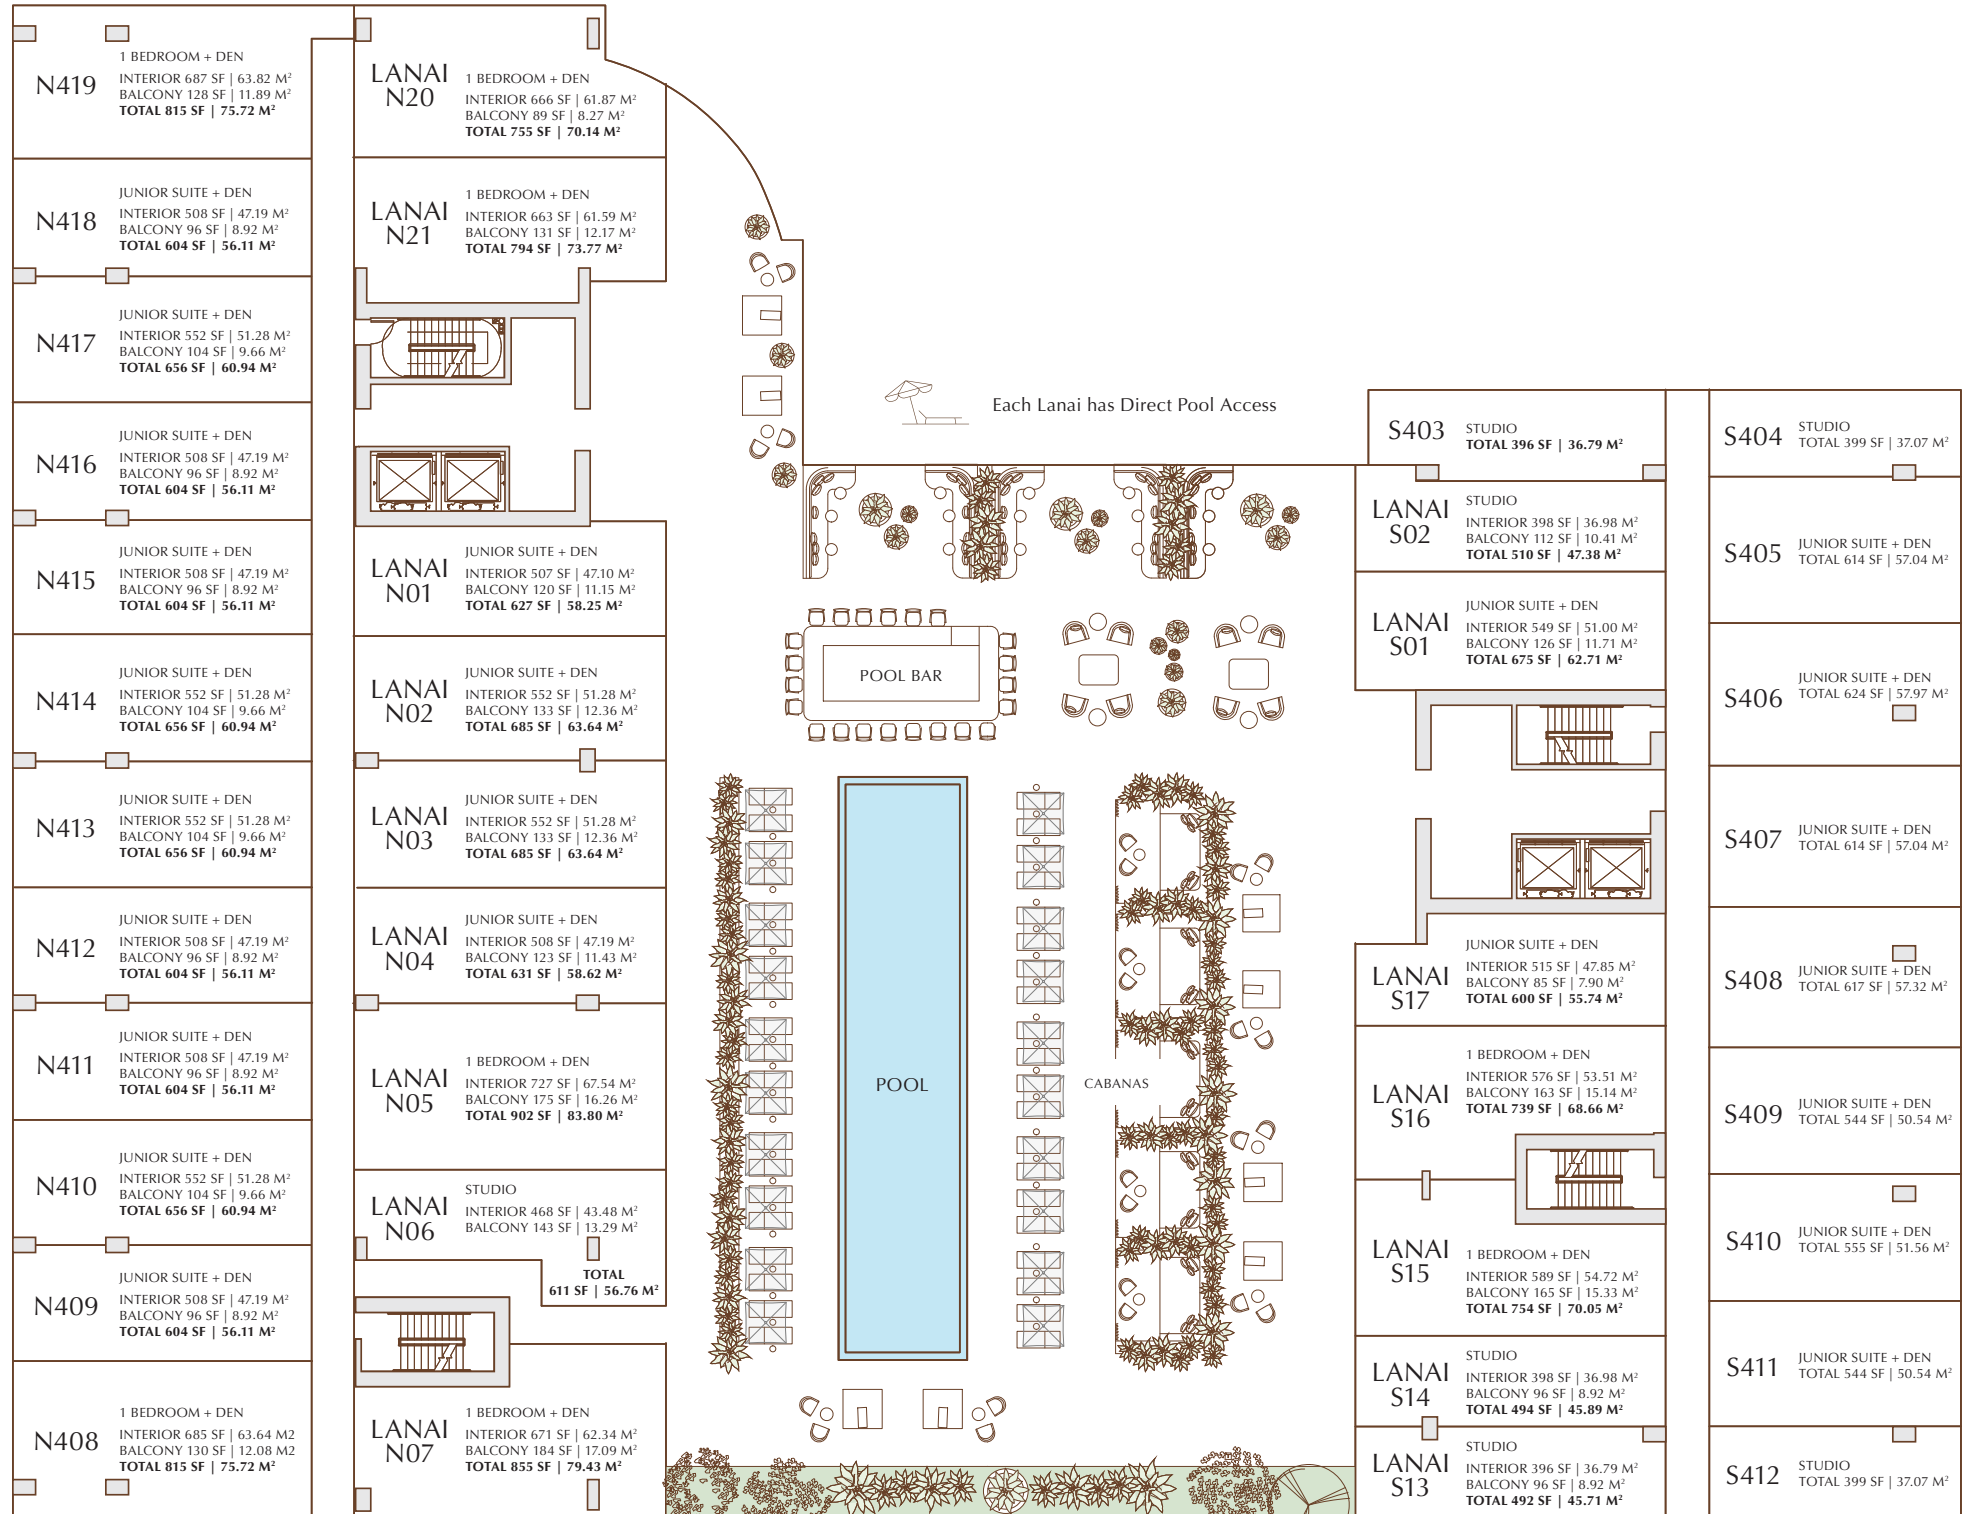 N419
1 BEDROOM + DEN
INTERIOR 687 SF | 63.82 M²
BALCONY 128 SF | 11.89 M²
TOTAL 815 SF | 75.72 M²
N418
JUNIOR SUITE + DEN
INTERIOR 508 SF | 47.19 M²
BALCONY 96 SF | 8.92 M²
TOTAL 604 SF | 56.11 M²
N417
JUNIOR SUITE + DEN
INTERIOR 552 SF | 51.28 M²
BALCONY 104 SF | 9.66 M²
TOTAL 656 SF | 60.94 M²
N416
JUNIOR SUITE + DEN
INTERIOR 508 SF | 47.19 M²
BALCONY 96 SF | 8.92 M²
TOTAL 604 SF | 56.11 M²
N415
JUNIOR SUITE + DEN
INTERIOR 508 SF | 47.19 M²
BALCONY 96 SF | 8.92 M²
TOTAL 604 SF | 56.11 M²
N414
JUNIOR SUITE + DEN
INTERIOR 552 SF | 51.28 M²
BALCONY 104 SF | 9.66 M²
TOTAL 656 SF | 60.94 M²
N413
JUNIOR SUITE + DEN
INTERIOR 552 SF | 51.28 M²
BALCONY 104 SF | 9.66 M²
TOTAL 656 SF | 60.94 M²
N412
JUNIOR SUITE + DEN
INTERIOR 508 SF | 47.19 M²
BALCONY 96 SF | 8.92 M²
TOTAL 604 SF | 56.11 M²
N411
JUNIOR SUITE + DEN
INTERIOR 508 SF | 47.19 M²
BALCONY 96 SF | 8.92 M²
TOTAL 604 SF | 56.11 M²
N410
JUNIOR SUITE + DEN
INTERIOR 552 SF | 51.28 M²
BALCONY 104 SF | 9.66 M²
TOTAL 656 SF | 60.94 M²
N409
JUNIOR SUITE + DEN
INTERIOR 508 SF | 47.19 M²
BALCONY 96 SF | 8.92 M²
TOTAL 604 SF | 56.11 M²
N408
1 BEDROOM + DEN
INTERIOR 685 SF | 63.64 M2
BALCONY 130 SF | 12.08 M2
TOTAL 815 SF | 75.72 M²
LANAI
N20
1 BEDROOM + DEN
INTERIOR 666 SF | 61.87 M²
BALCONY 89 SF | 8.27 M²
TOTAL 755 SF | 70.14 M²
LANAI
N21
1 BEDROOM + DEN
INTERIOR 663 SF | 61.59 M²
BALCONY 131 SF | 12.17 M²
TOTAL 794 SF | 73.77 M²
LANAI
N01
JUNIOR SUITE + DEN
INTERIOR 507 SF | 47.10 M²
BALCONY 120 SF | 11.15 M²
TOTAL 627 SF | 58.25 M²
LANAI
N02
JUNIOR SUITE + DEN
INTERIOR 552 SF | 51.28 M²
BALCONY 133 SF | 12.36 M²
TOTAL 685 SF | 63.64 M²
LANAI
N03
JUNIOR SUITE + DEN
INTERIOR 552 SF | 51.28 M²
BALCONY 133 SF | 12.36 M²
TOTAL 685 SF | 63.64 M²
LANAI
N04
JUNIOR SUITE + DEN
INTERIOR 508 SF | 47.19 M²
BALCONY 123 SF | 11.43 M²
TOTAL 631 SF | 58.62 M²
LANAI
N05
1 BEDROOM + DEN
INTERIOR 727 SF | 67.54 M²
BALCONY 175 SF | 16.26 M²
TOTAL 902 SF | 83.80 M²
LANAI
N06
STUDIO
INTERIOR 468 SF | 43.48 M²
BALCONY 143 SF | 13.29 M²
TOTAL
611 SF | 56.76 M²
LANAI
N07
1 BEDROOM + DEN
INTERIOR 671 SF | 62.34 M²
BALCONY 184 SF | 17.09 M²
TOTAL 855 SF | 79.43 M²
Each Lanai has Direct Pool Access
POOL BAR
POOL
CABANAS
S403
STUDIO
TOTAL 396 SF | 36.79 M²
LANAI
S02
STUDIO
INTERIOR 398 SF | 36.98 M²
BALCONY 112 SF | 10.41 M²
TOTAL 510 SF | 47.38 M²
LANAI
S01
JUNIOR SUITE + DEN
INTERIOR 549 SF | 51.00 M²
BALCONY 126 SF | 11.71 M²
TOTAL 675 SF | 62.71 M²
LANAI
S17
JUNIOR SUITE + DEN
INTERIOR 515 SF | 47.85 M²
BALCONY 85 SF | 7.90 M²
TOTAL 600 SF | 55.74 M²
LANAI
S16
1 BEDROOM + DEN
INTERIOR 576 SF | 53.51 M²
BALCONY 163 SF | 15.14 M²
TOTAL 739 SF | 68.66 M²
LANAI
S15
1 BEDROOM + DEN
INTERIOR 589 SF | 54.72 M²
BALCONY 165 SF | 15.33 M²
TOTAL 754 SF | 70.05 M²
LANAI
S14
STUDIO
INTERIOR 398 SF | 36.98 M²
BALCONY 96 SF | 8.92 M²
TOTAL 494 SF | 45.89 M²
LANAI
S13
STUDIO
INTERIOR 396 SF | 36.79 M²
BALCONY 96 SF | 8.92 M²
TOTAL 492 SF | 45.71 M²
S404
STUDIO
TOTAL 399 SF | 37.07 M²
S405
JUNIOR SUITE + DEN
TOTAL 614 SF | 57.04 M²
S406
JUNIOR SUITE + DEN
TOTAL 624 SF | 57.97 M²
S407
JUNIOR SUITE + DEN
TOTAL 614 SF | 57.04 M²
S408
JUNIOR SUITE + DEN
TOTAL 617 SF | 57.32 M²
S409
JUNIOR SUITE + DEN
TOTAL 544 SF | 50.54 M²
S410
JUNIOR SUITE + DEN
TOTAL 555 SF | 51.56 M²
S411
JUNIOR SUITE + DEN
TOTAL 544 SF | 50.54 M²
S412
STUDIO
TOTAL 399 SF | 37.07 M²